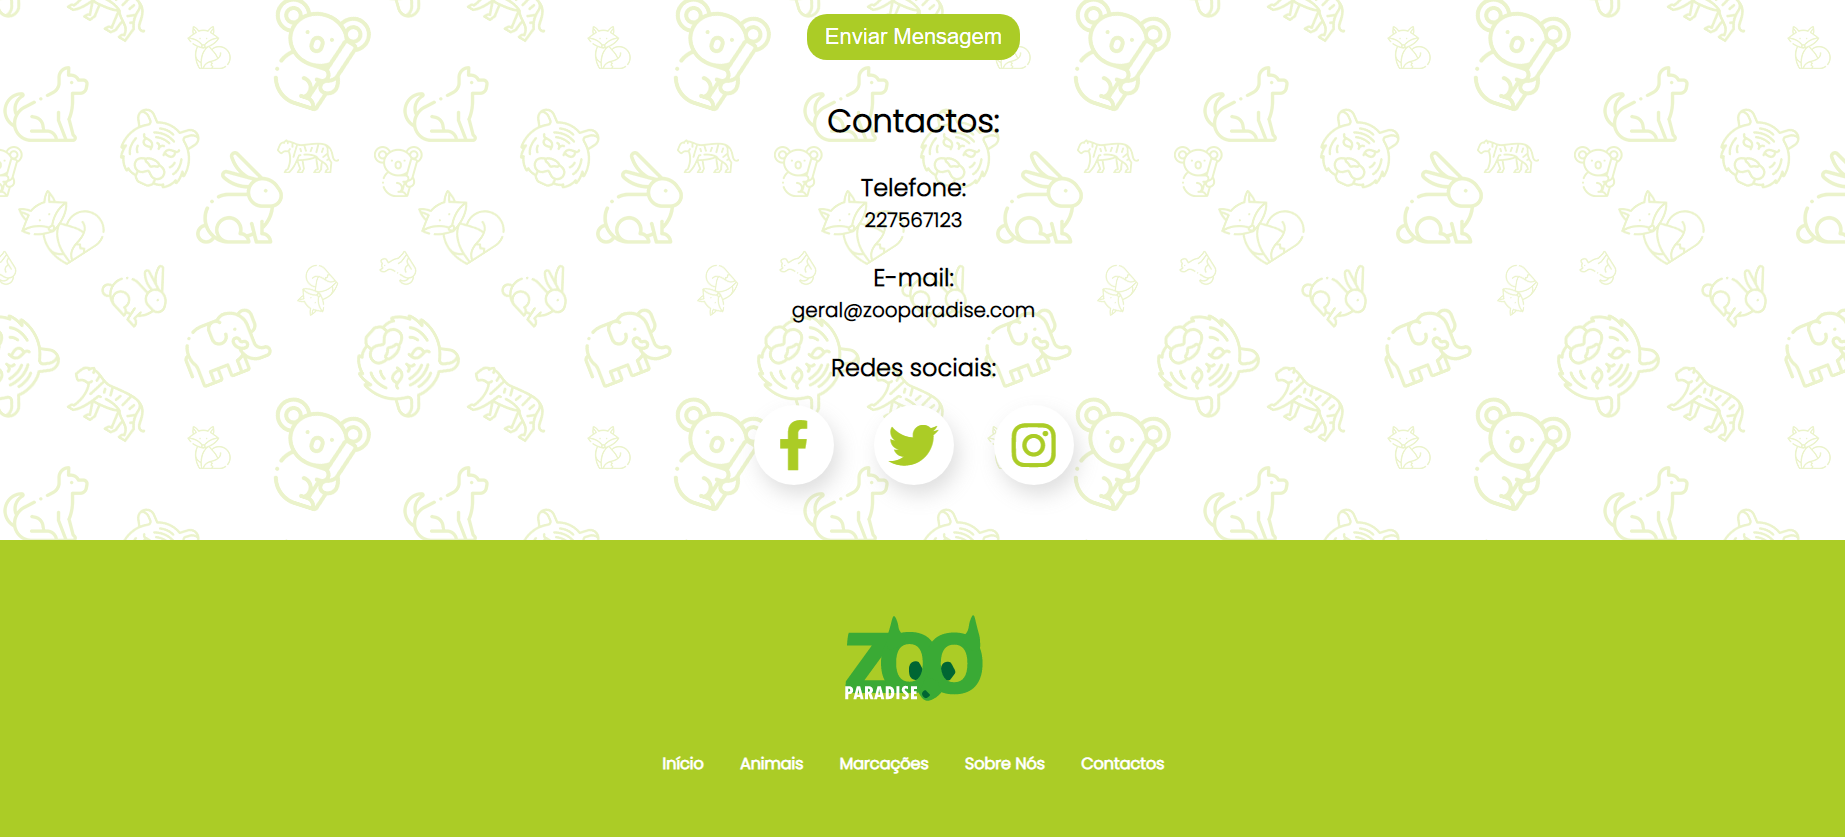 Enviar Mensagem
Contactos:
Telefone:
227567123
E-mail:
geral@zooparadise.com
Redes sociais:
zoo
PARADISE
Início Animais Marcações Sobre Nós Contactos